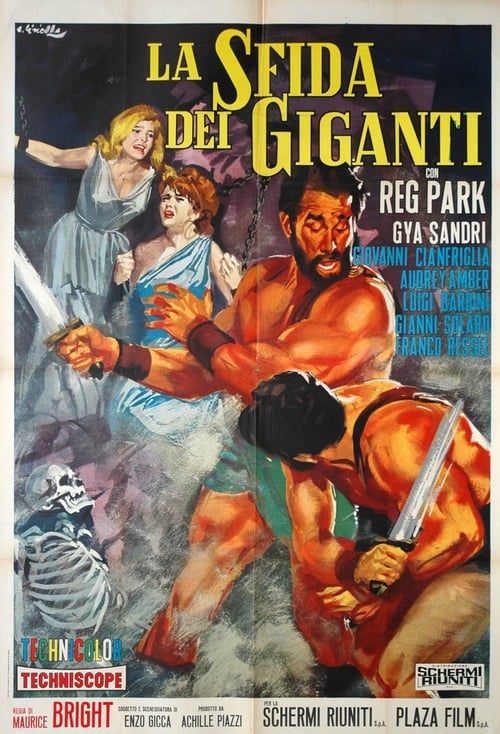 LA SFIDA
DEI GIGANTI
CON
REG PARK
GYA SANDRI
GIOVANNI CIANFRIGLIA
AUDREY AMBER
LUIGI BARBINI
GIANNI SOLARO
FRANCO RESSEL
TECHNICOLOR
TECHNISCOPE
DISTRIBUZIONE
SCHERMI
RIUNITI
REGIA DI
MAURICE BRIGHT
SOGGETTO E SCENEGGIATURA DI
ENZO GICCA
PRODOTTO DA
ACHILLE PIAZZI
PER LA
SCHERMI RIUNITI S.p.A.
PLAZA FILM S.p.A.